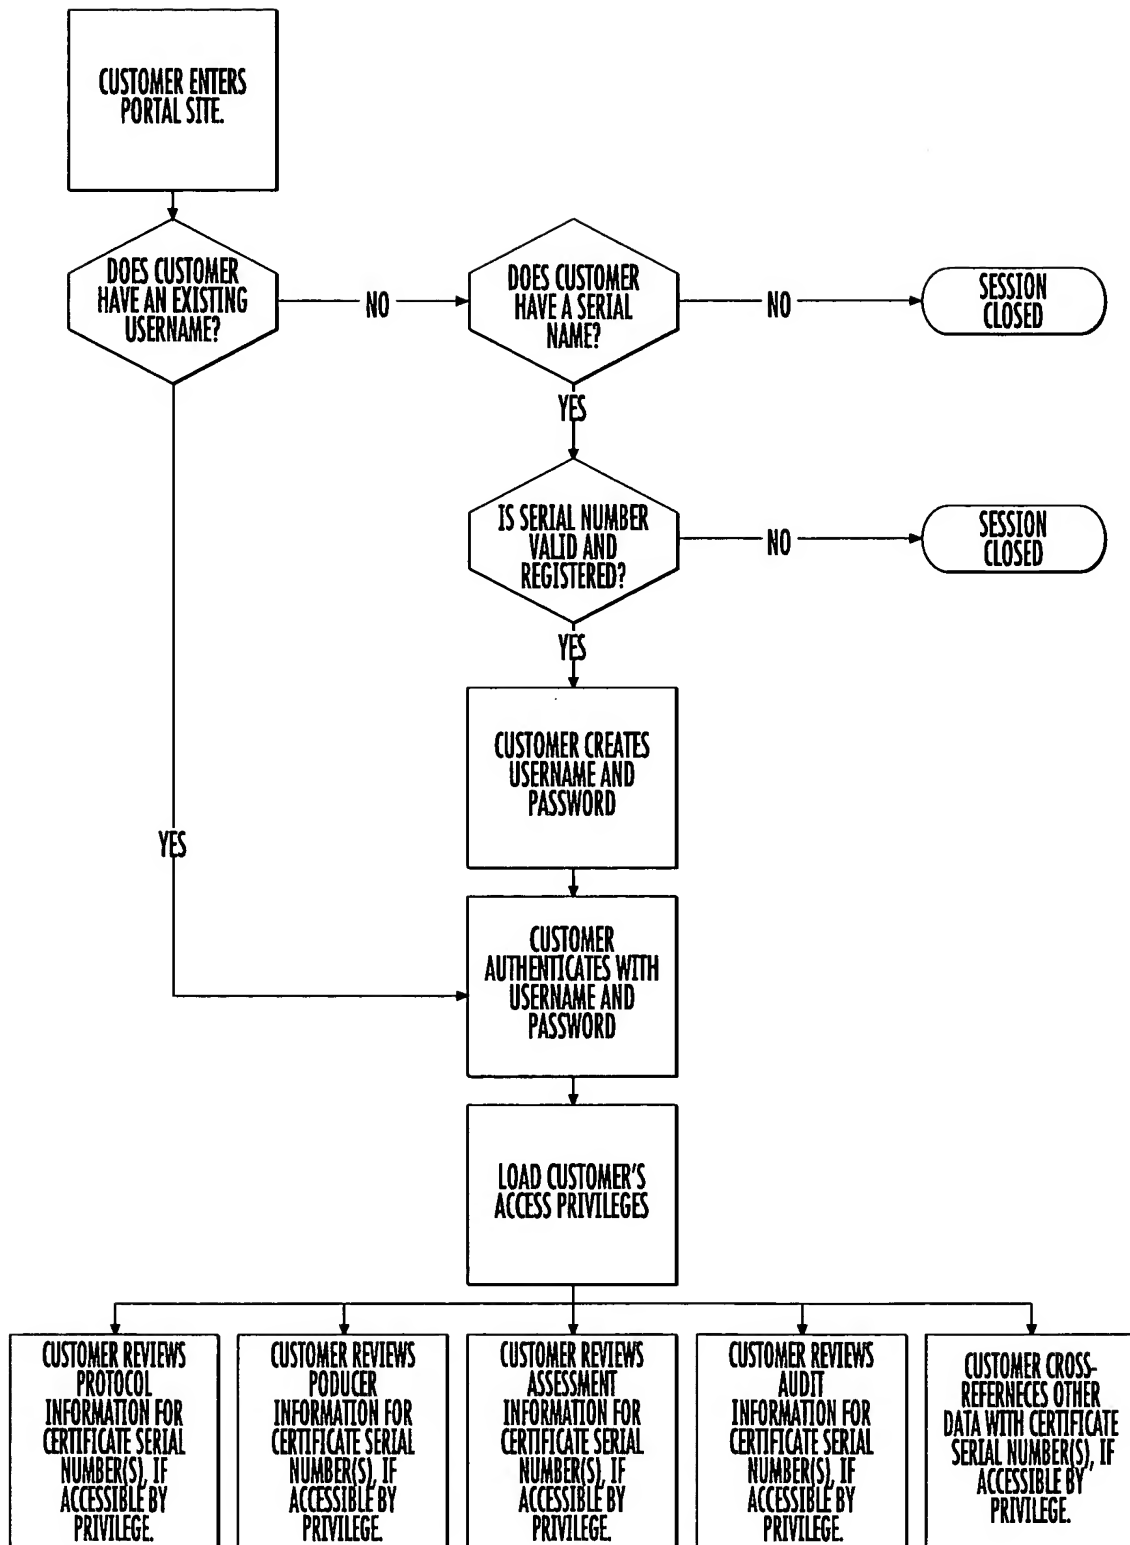 CUSTOMER ENTERS
PORTAL SITE.
DOES CUSTOMER
HAVE AN EXISTING
USERNAME?
NO
DOES CUSTOMER
HAVE A SERIAL
NAME?
NO
SESSION
CLOSED
YES
IS SERIAL NUMBER
VALID AND
REGISTERED?
NO
SESSION
CLOSED
YES
CUSTOMER CREATES
USERNAME AND
PASSWORD
YES
CUSTOMER
AUTHENTICATES WITH
USERNAME AND
PASSWORD
LOAD CUSTOMER'S
ACCESS PRIVILEGES
CUSTOMER REVIEWS
PROTOCOL
INFORMATION FOR
CERTIFICATE SERIAL
NUMBER(S), IF
ACCESSIBLE BY
PRIVILEGE.
CUSTOMER REVIEWS
PODUCER
INFORMATION FOR
CERTIFICATE SERIAL
NUMBER(S), IF
ACCESSIBLE BY
PRIVILEGE.
CUSTOMER REVIEWS
ASSESSMENT
INFORMATION FOR
CERTIFICATE SERIAL
NUMBER(S), IF
ACCESSIBLE BY
PRIVILEGE.
CUSTOMER REVIEWS
AUDIT
INFORMATION FOR
CERTIFICATE SERIAL
NUMBER(S), IF
ACCESSIBLE BY
PRIVILEGE.
CUSTOMER CROSS-
REFERNECES OTHER
DATA WITH CERTIFICATE
SERIAL NUMBER(S), IF
ACCESSIBLE BY
PRIVILEGE.